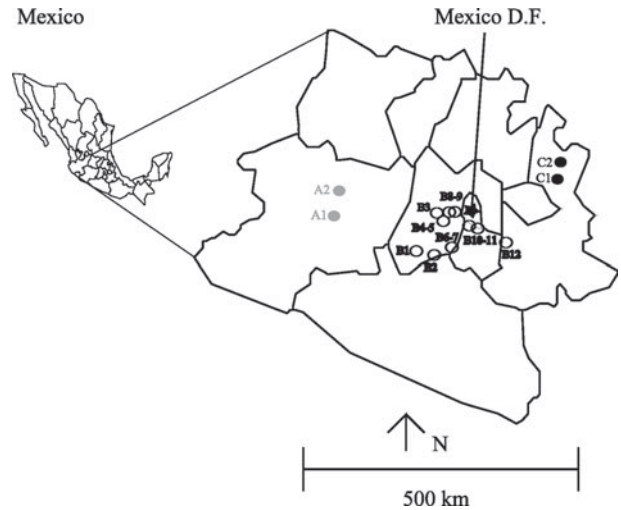 Mexico
Mexico D.F.
C2
C1
A2
A1
B8-9
B3
B4-5
B6-7
B10-11
B1
B2
B12
N
500 km